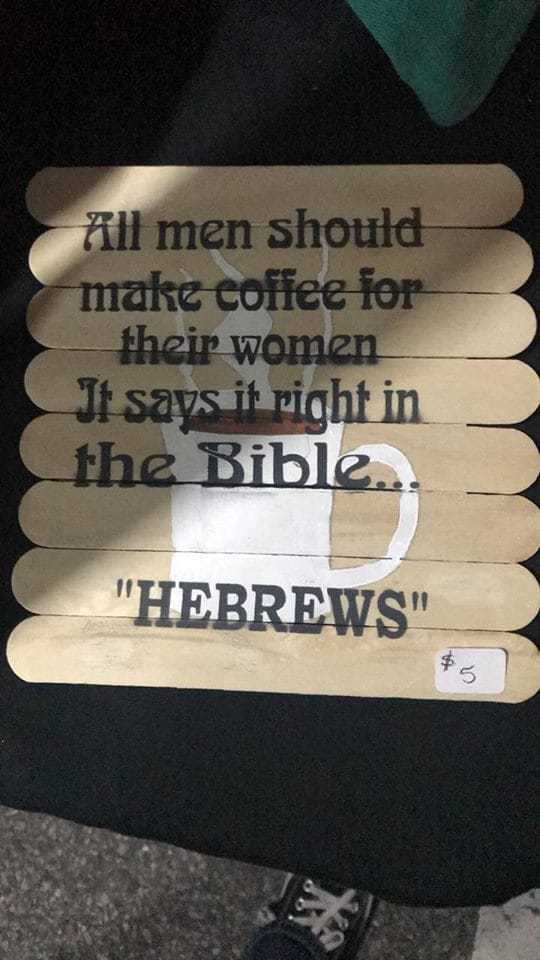 All men should
make coffee for
their women
It says it right in
the Bible...
"HEBREWS"
$ 5